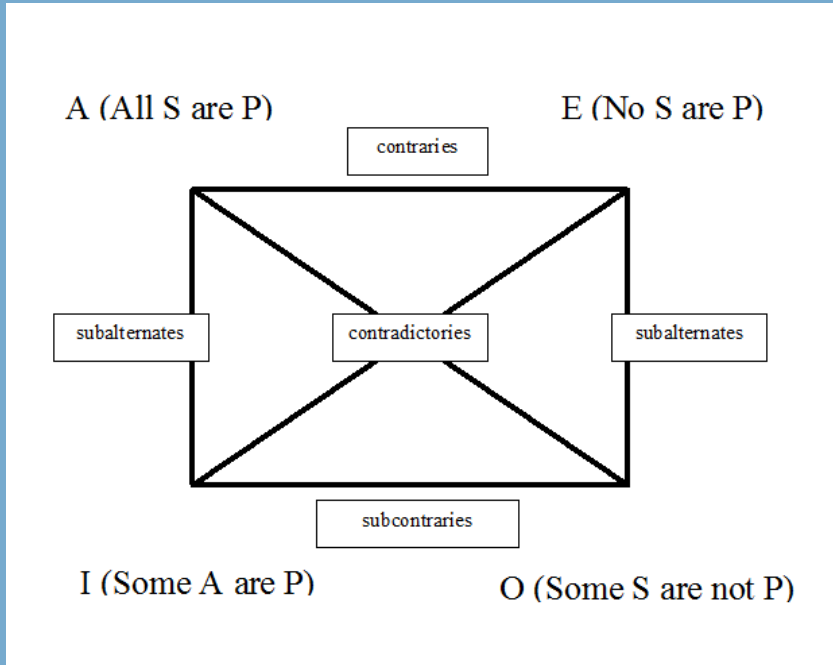 A (All S are P)
E (No S are P)
contraries
subalternates
contradictories
subalternates
subcontraries
I (Some A are P)
O (Some S are not P)